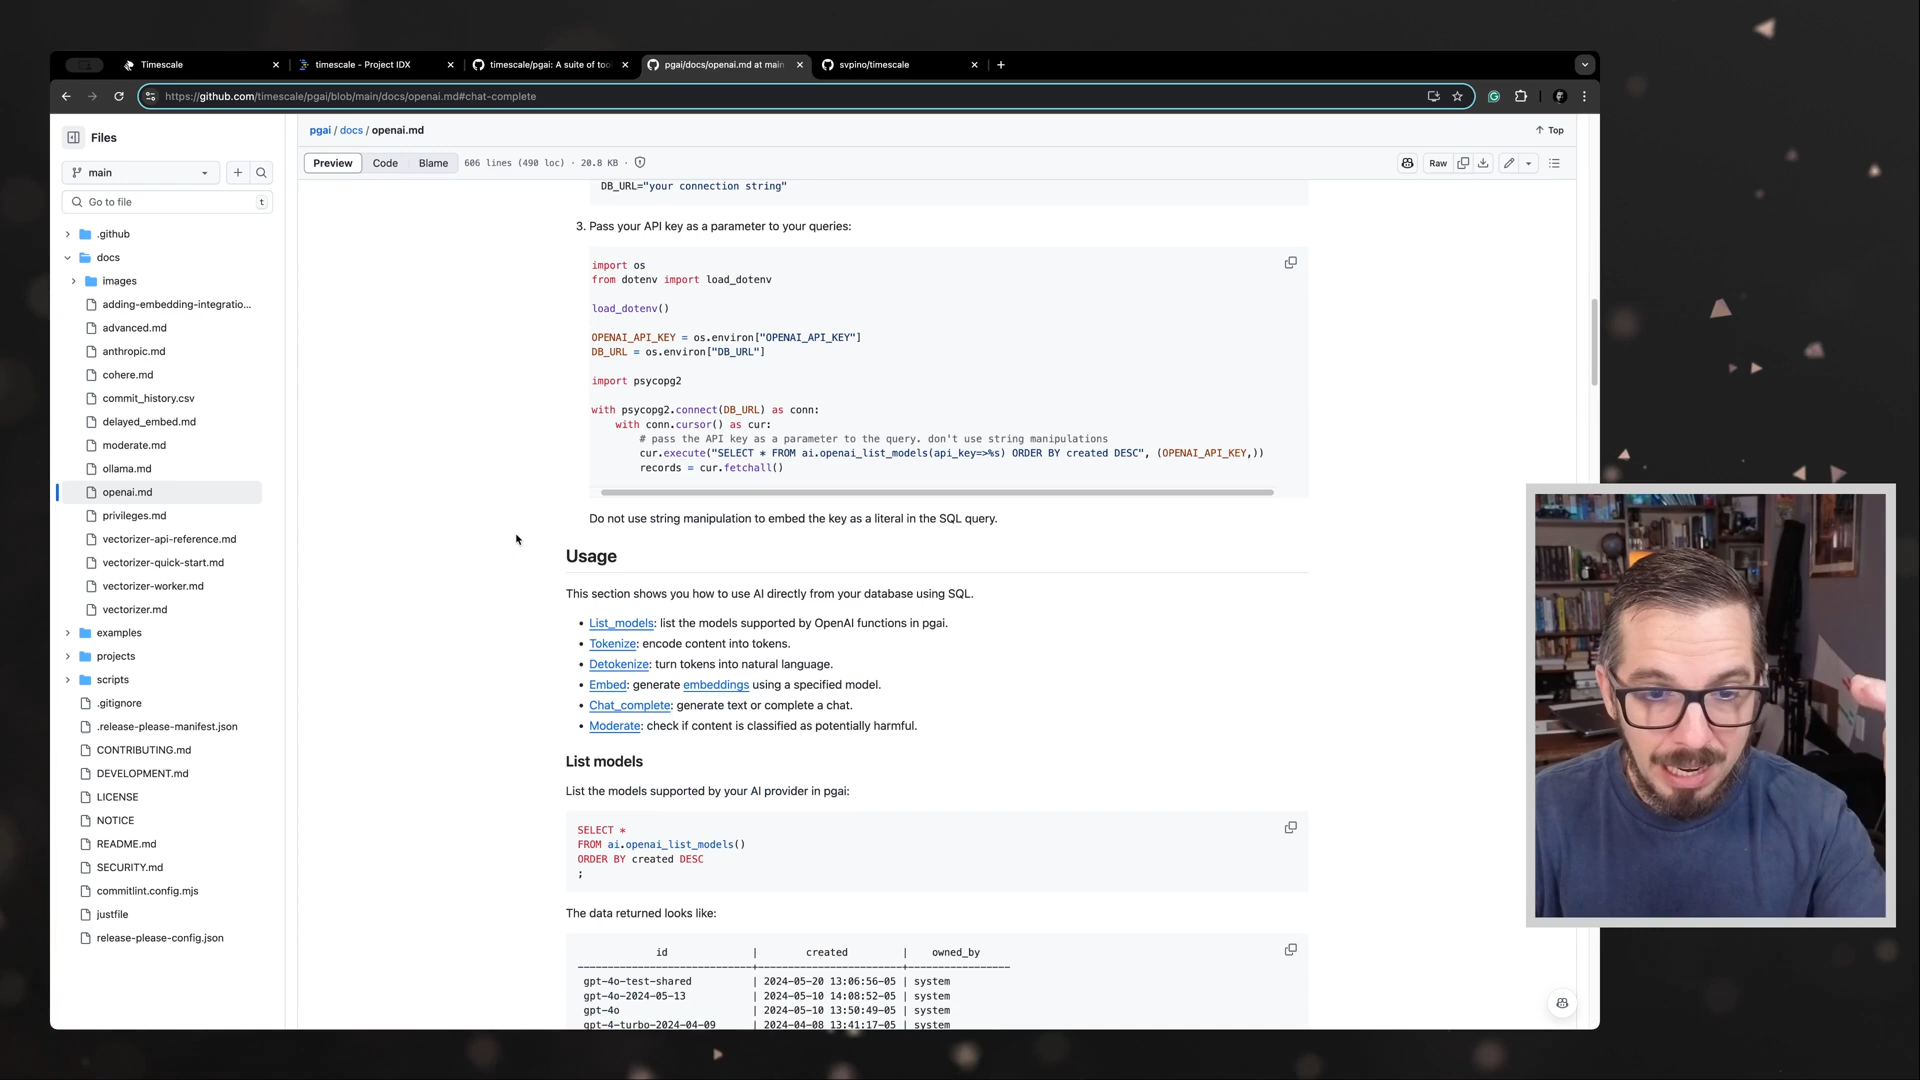 Timescale
timescale - Project IDX
timescale/pgai: A suite of too
pgai/docs/openai.md at main
svpino/timescale
https://github.com/timescale/pgai/blob/main/docs/openai.md#chat-complete
Files
main
Go to file
t
.github
docs
images
adding-embedding-integratio...
advanced.md
anthropic.md
cohere.md
commit_history.csv
delayed_embed.md
moderate.md
ollama.md
openai.md
privileges.md
vectorizer-api-reference.md
vectorizer-quick-start.md
vectorizer-worker.md
vectorizer.md
examples
projects
scripts
.gitignore
.release-please-manifest.json
CONTRIBUTING.md
DEVELOPMENT.md
LICENSE
NOTICE
README.md
SECURITY.md
commitlint.config.mjs
justfile
release-please-config.json
pgai / docs / openai.md
Top
Preview Code Blame 606 lines (490 loc) · 20.8 KB
Raw
DB_URL="your connection string"
3. Pass your API key as a parameter to your queries:
import os
from dotenv import load_dotenv
load_dotenv()
OPENAI_API_KEY = os.environ["OPENAI_API_KEY"]
DB_URL = os.environ["DB_URL"]
import psycopg2
with psycopg2.connect(DB_URL) as conn:
with conn.cursor() as cur:
# pass the API key as a parameter to the query. don't use string manipulations
cur.execute("SELECT * FROM ai.openai_list_models(api_key=>%s) ORDER BY created DESC", (OPENAI_API_KEY,))
records = cur.fetchall()
Do not use string manipulation to embed the key as a literal in the SQL query.
Usage
This section shows you how to use AI directly from your database using SQL.
• List_models: list the models supported by OpenAI functions in pgai.
• Tokenize: encode content into tokens.
• Detokenize: turn tokens into natural language.
• Embed: generate embeddings using a specified model.
• Chat_complete: generate text or complete a chat.
• Moderate: check if content is classified as potentially harmful.
List models
List the models supported by your AI provider in pgai:
SELECT *
FROM ai.openai_list_models()
ORDER BY created DESC
;
The data returned looks like:
id | created | owned_by
-----------------------------+-------------------------+-----------------
gpt-4o-test-shared | 2024-05-20 13:06:56-05 | system
gpt-4o-2024-05-13 | 2024-05-10 14:08:52-05 | system
gpt-4o | 2024-05-10 13:50:49-05 | system
gpt-4-turbo-2024-04-09 | 2024-04-08 13:41:17-05 | system